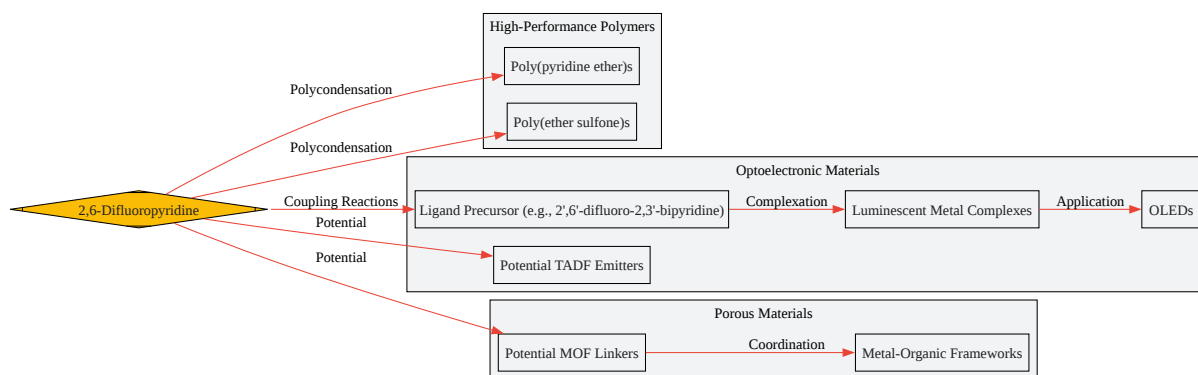 High-Performance Polymers
Poly(pyridine ether)s
Polycondensation
Poly(ether sulfone)s
Polycondensation
Optoelectronic Materials
2,6-Difluoropyridine
Coupling Reactions
Ligand Precursor (e.g., 2',6'-difluoro-2,3'-bipyridine)
Complexation
Luminescent Metal Complexes
Application
OLEDs
Potential
Potential TADF Emitters
Potential
Porous Materials
Potential MOF Linkers
Coordination
Metal-Organic Frameworks